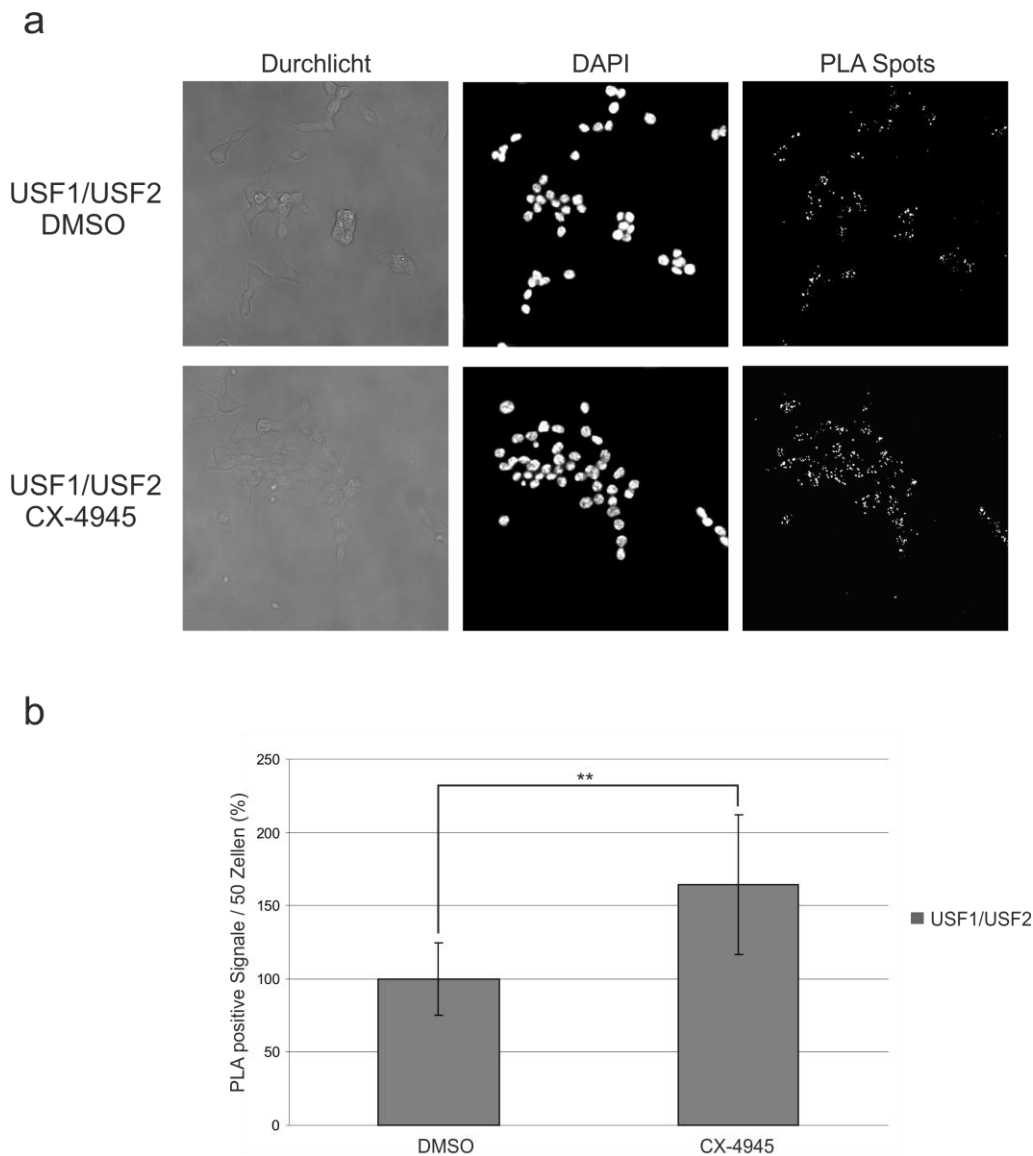 a
Durchlicht DAPI PLA Spots
USF1/USF2
DMSO
USF1/USF2
CX-4945
b
PLA positive Signale / 50 Zellen (%)
250
200
150
100
50
0
**
DMSO CX-4945
USF1/USF2